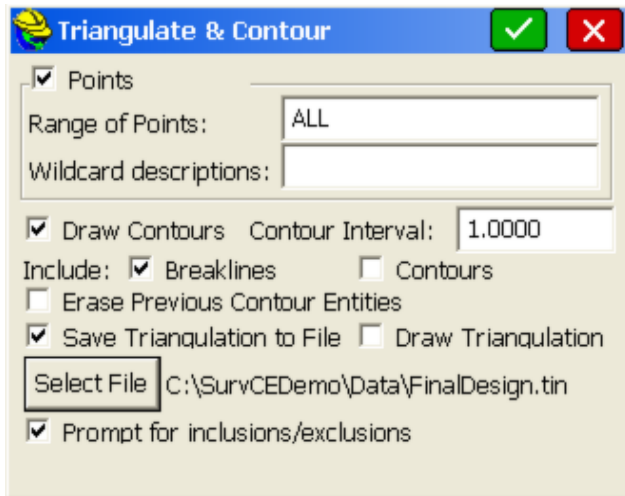 Triangulate & Contour
Points
Range of Points: ALL
Wildcard descriptions:
Draw Contours Contour Interval: 1.0000
Include: Breaklines Contours
Erase Previous Contour Entities
Save Triangulation to File Draw Triangulation
Select File C:\SurvCEDemo\Data\FinalDesign.tin
Prompt for inclusions/exclusions